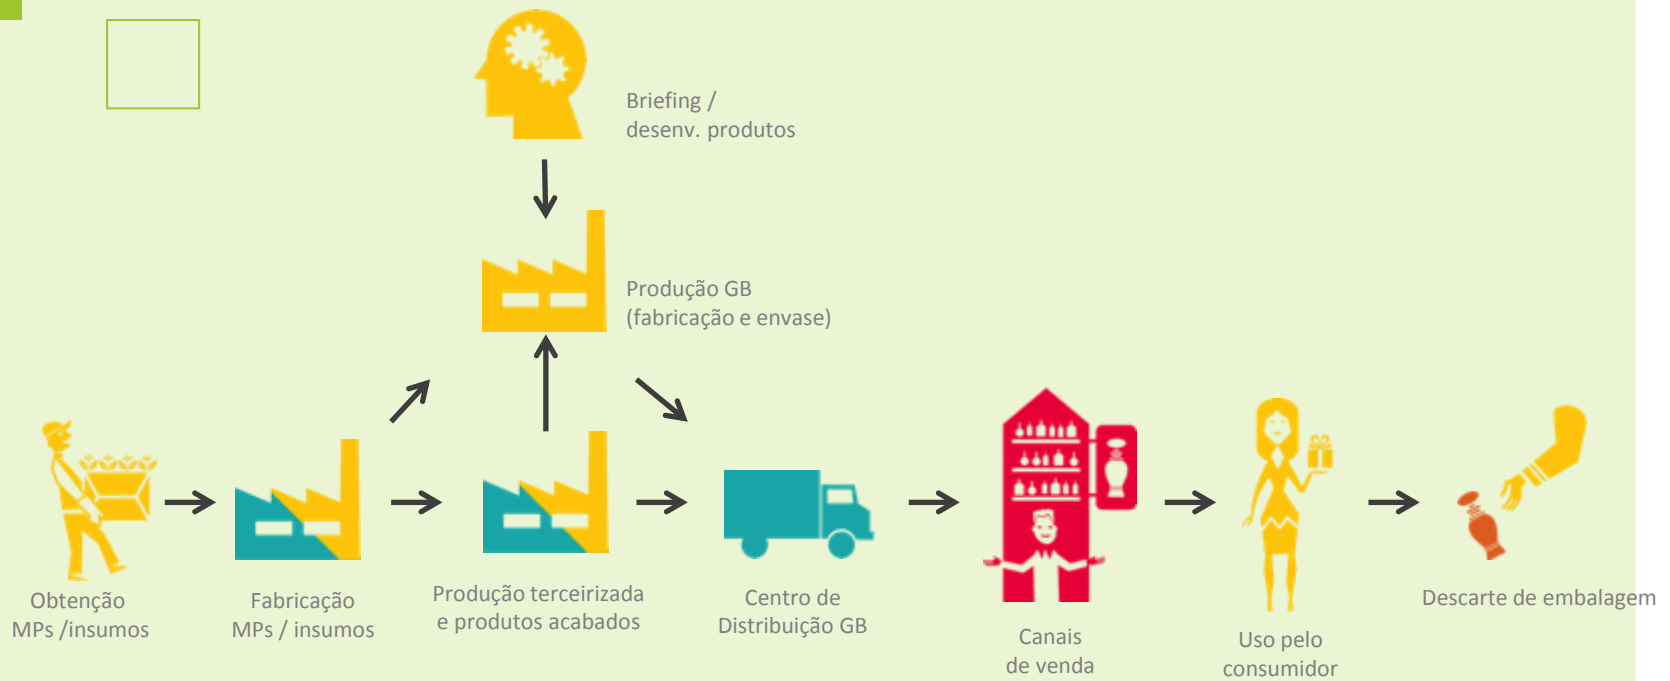 Briefing /
desenv. produtos
Produção GB
(fabricação e envase)
Obtenção
MPs /insumos
Fabricação
MPs / insumos
Produção terceirizada
e produtos acabados
Centro de
Distribuição GB
Canais
de venda
Uso pelo
consumidor
Descarte de embalagem